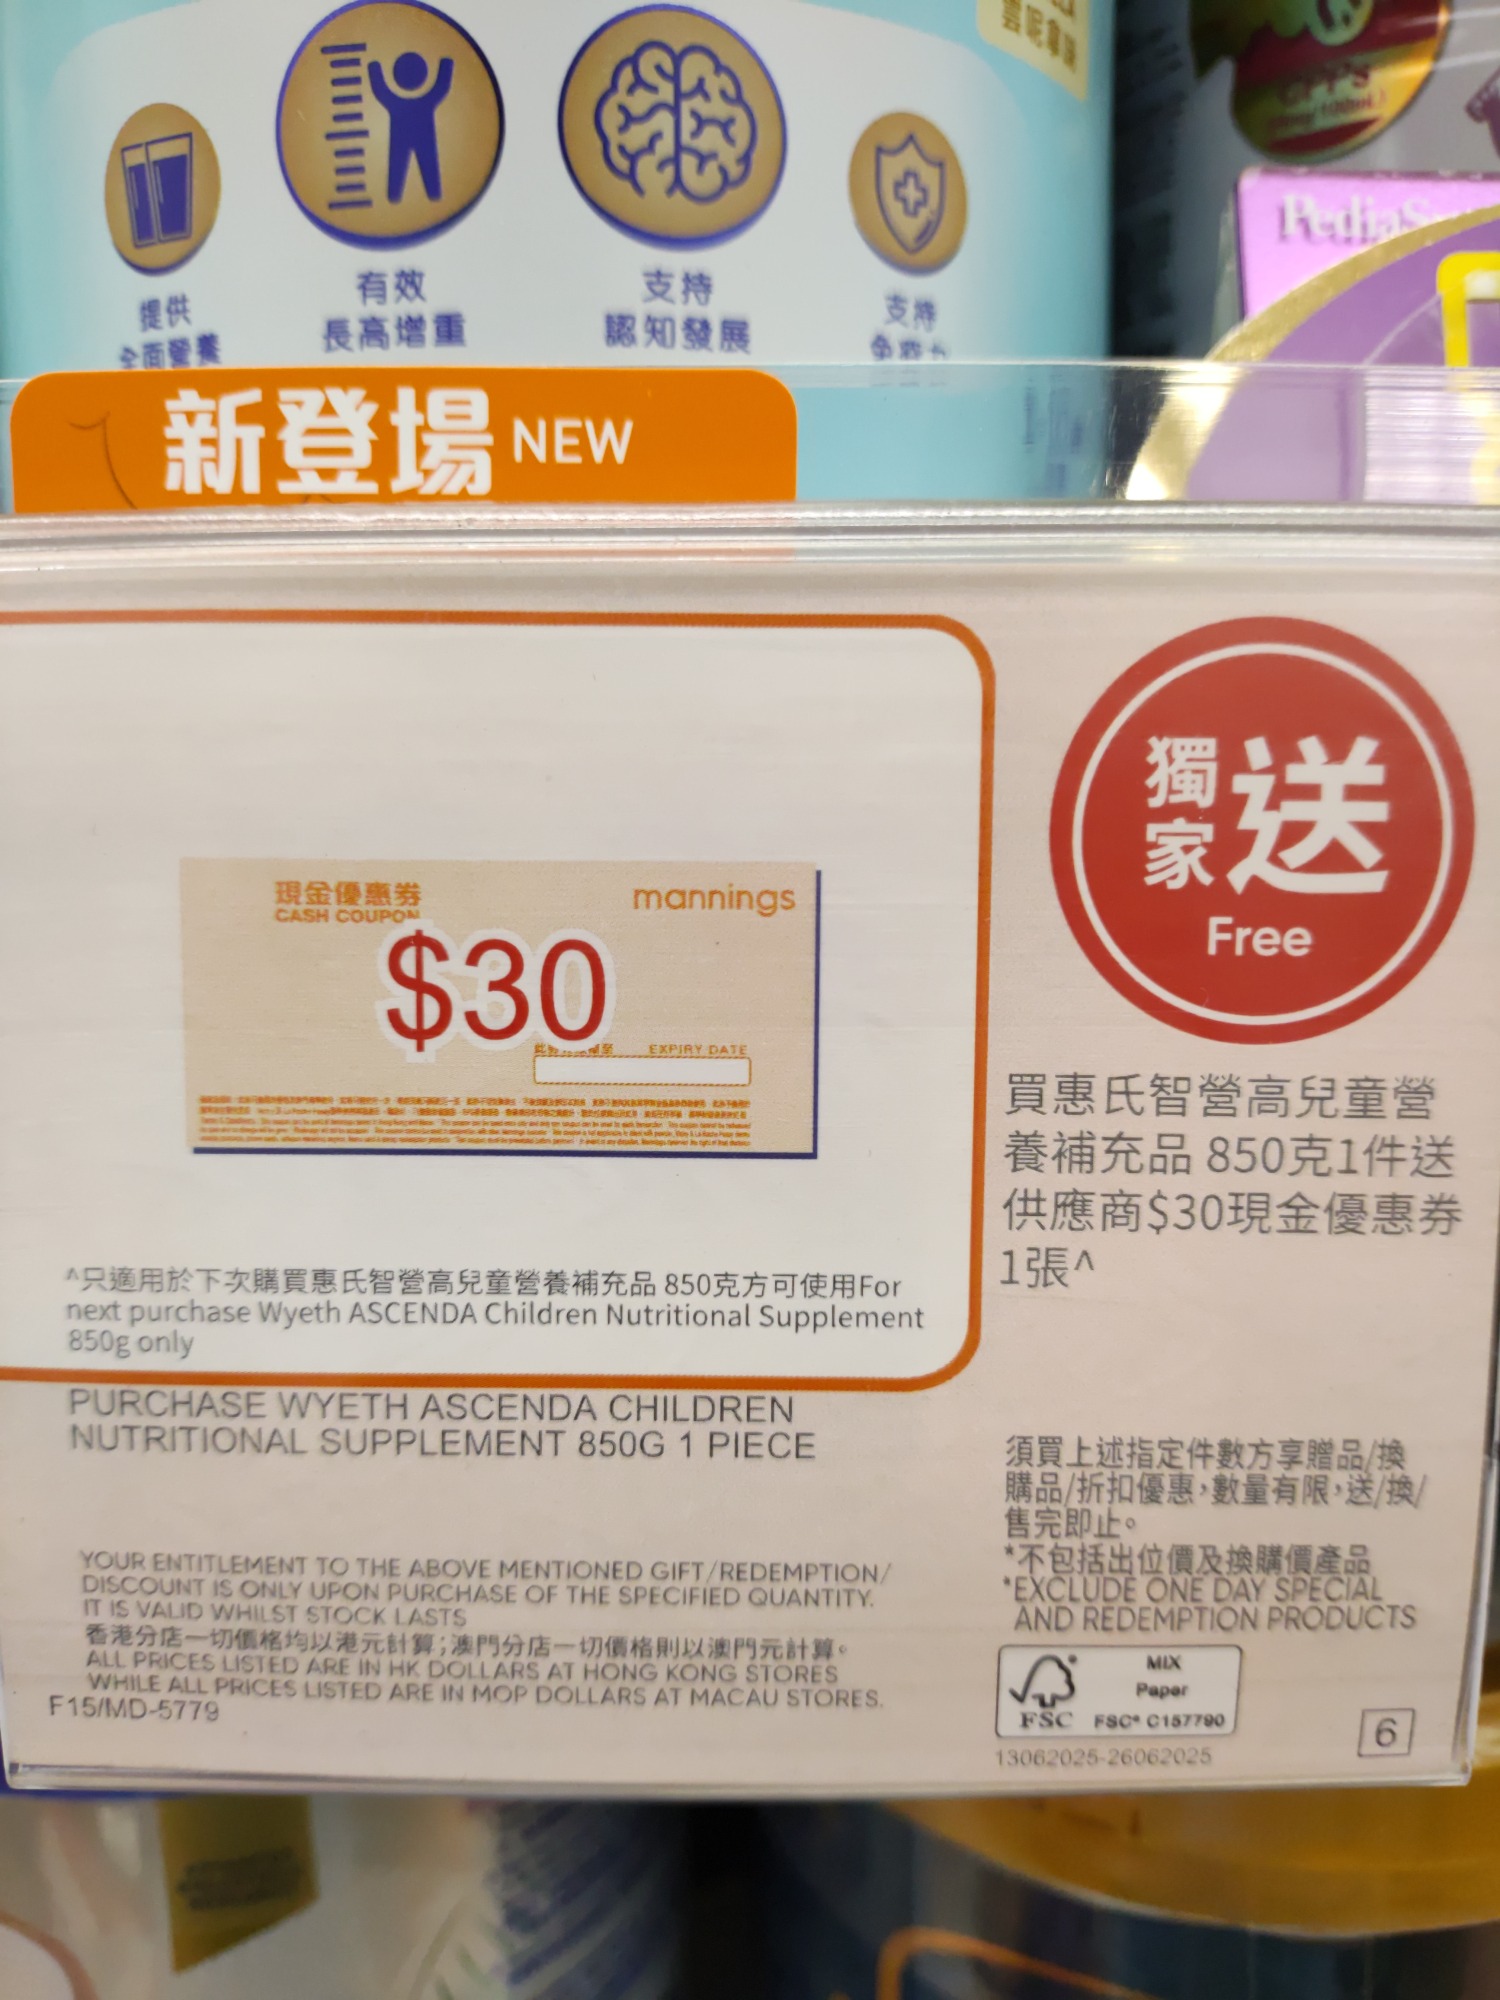 雲呢拿味
提供
全面營養
有效
長高增重
支持
認知發展
支持
免疫力
新登場 NEW
現金優惠券
CASH COUPON
mannings
$30
EXPIRY DATE
^只適用於下次購買惠氏智營高兒童營養補充品 850克方可使用For
next purchase Wyeth ASCENDA Children Nutritional Supplement
850g only
獨家送
Free
買惠氏智營高兒童營
養補充品 850克1件送
供應商$30現金優惠券
1張^
PURCHASE WYETH ASCENDA CHILDREN
NUTRITIONAL SUPPLEMENT 850G 1 PIECE
YOUR ENTITLEMENT TO THE ABOVE MENTIONED GIFT/REDEMPTION/
DISCOUNT IS ONLY UPON PURCHASE OF THE SPECIFIED QUANTITY.
IT IS VALID WHILST STOCK LASTS
香港分店一切價格均以港元計算；澳門分店一切價格則以澳門元計算。
ALL PRICES LISTED ARE IN HK DOLLARS AT HONG KONG STORES
WHILE ALL PRICES LISTED ARE IN MOP DOLLARS AT MACAU STORES.
F15/MD-5779
須買上述指定件數方享贈品/換
購品/折扣優惠，數量有限，送/換/
售完即止。
*不包括出位價及換購價產品
*EXCLUDE ONE DAY SPECIAL
AND REDEMPTION PRODUCTS
MIX
Paper
FSC FSC® C157790
13062025-26062025
6